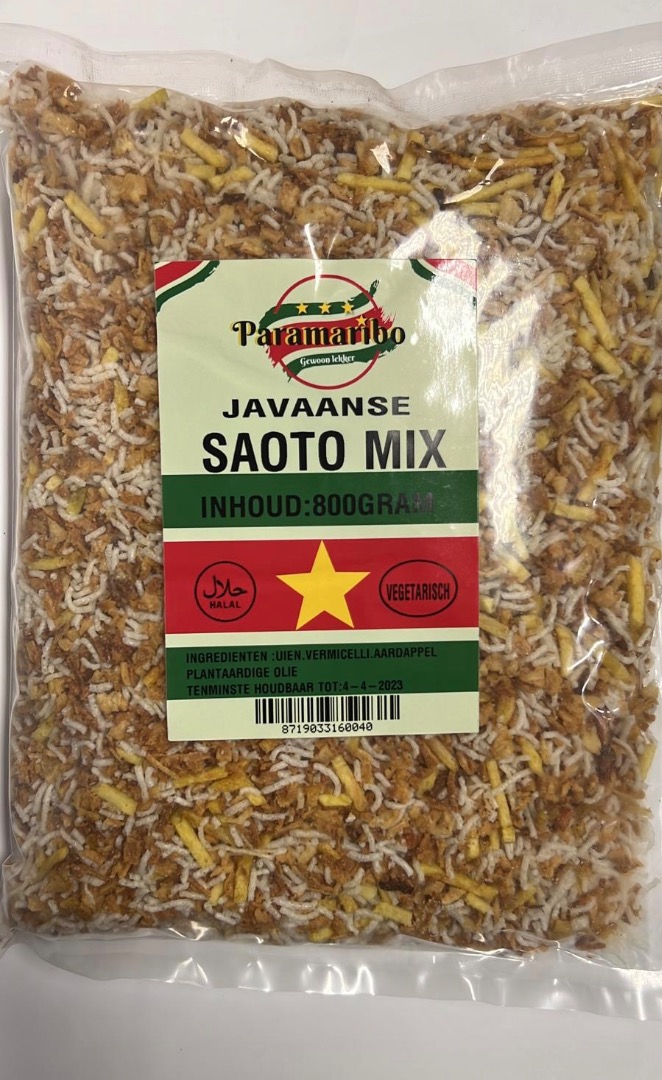 Paramaribo
Gewoon lekker
JAVAANSE
SAOTO MIX
INHOUD:800GRAM
حلال
HALAL
VEGETARISCH
INGREDIENTEN :UIEN.VERMICELLI.AARDAPPEL
PLANTAARDIGE OLIE
TENMINSTE HOUDBAAR TOT:4-4-2023
8719033160040